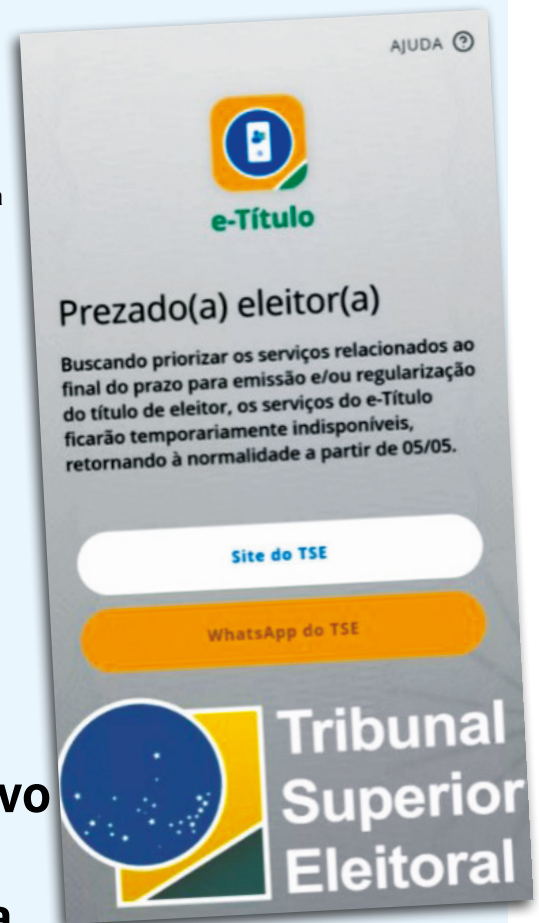 AJUDA ?
e-Título
Prezado(a) eleitor(a)
Buscando priorizar os serviços relacionados ao
final do prazo para emissão e/ou regularização
do título de eleitor, os serviços do e-Título
ficarão temporariamente indisponíveis,
retornando à normalidade a partir de 05/05.
Site do TSE
WhatsApp do TSE
Tribunal
Superior
Eleitoral
vo
a